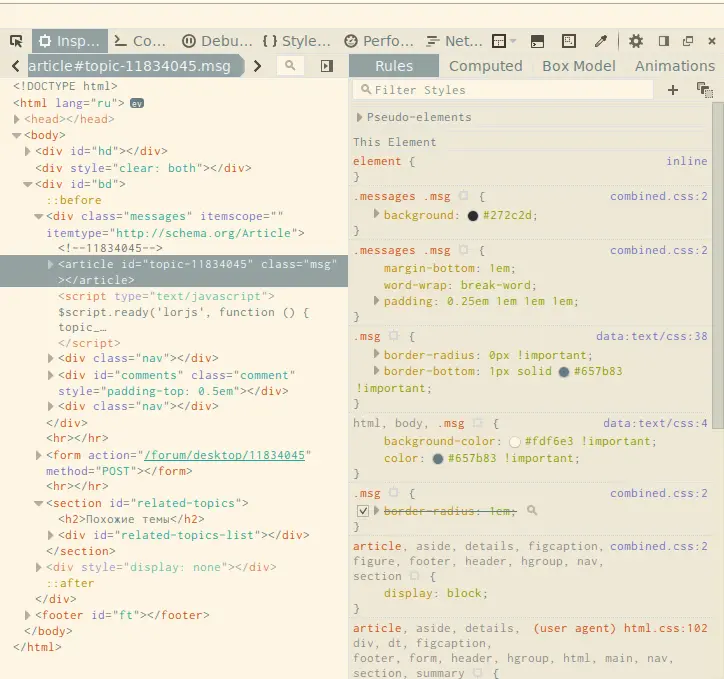 Insp... Co... Debu... Style... Perfo... Net...
article#topic-11834045.msg
Rules Computed Box Model Animations
<!DOCTYPE html>
<html lang="ru"> ev
<head></head>
<body>
<div id="hd"></div>
<div style="clear: both"></div>
<div id="bd">
::before
<div class="messages" itemscope=""
itemtype="http://schema.org/Article">
<!--11834045-->
<article id="topic-11834045" class="msg"
></article>
<script type="text/javascript">
$script.ready('lorjs', function () {
topic_…
</script>
<div class="nav"></div>
<div id="comments" class="comment"
style="padding-top: 0.5em"></div>
<div class="nav"></div>
</div>
<hr></hr>
<form action="/forum/desktop/11834045"
method="POST"></form>
<hr></hr>
<section id="related-topics">
<h2>Похожие темы</h2>
<div id="related-topics-list"></div>
</section>
<div style="display: none"></div>
::after
</div>
<footer id="ft"></footer>
</body>
</html>
Filter Styles
Pseudo-elements
This Element
element { inline
}
.messages .msg { combined.css:2
background: #272c2d;
}
.messages .msg { combined.css:2
margin-bottom: 1em;
word-wrap: break-word;
padding: 0.25em 1em 1em 1em;
}
.msg { data:text/css:38
border-radius: 0px !important;
border-bottom: 1px solid #657b83
!important;
}
html, body, .msg { data:text/css:4
background-color: #fdf6e3 !important;
color: #657b83 !important;
}
.msg { combined.css:2
border-radius: 1em;
}
article, aside, details, figcaption, combined.css:2
figure, footer, header, hgroup, nav,
section {
display: block;
}
article, aside, details, (user agent) html.css:102
div, dt, figcaption,
footer, form, header, hgroup, html, main, nav,
section, summary {